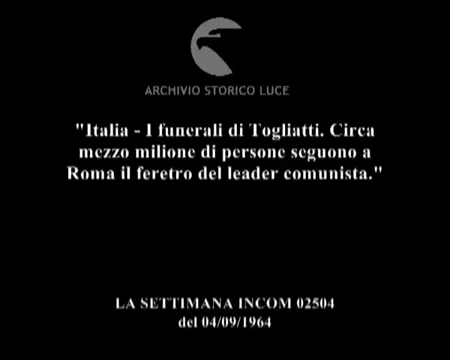 ARCHIVIO STORICO LUCE
"Italia - I funerali di Togliatti. Circa
mezzo milione di persone seguono a
Roma il feretro del leader comunista."
LA SETTIMANA INCOM 02504
del 04/09/1964